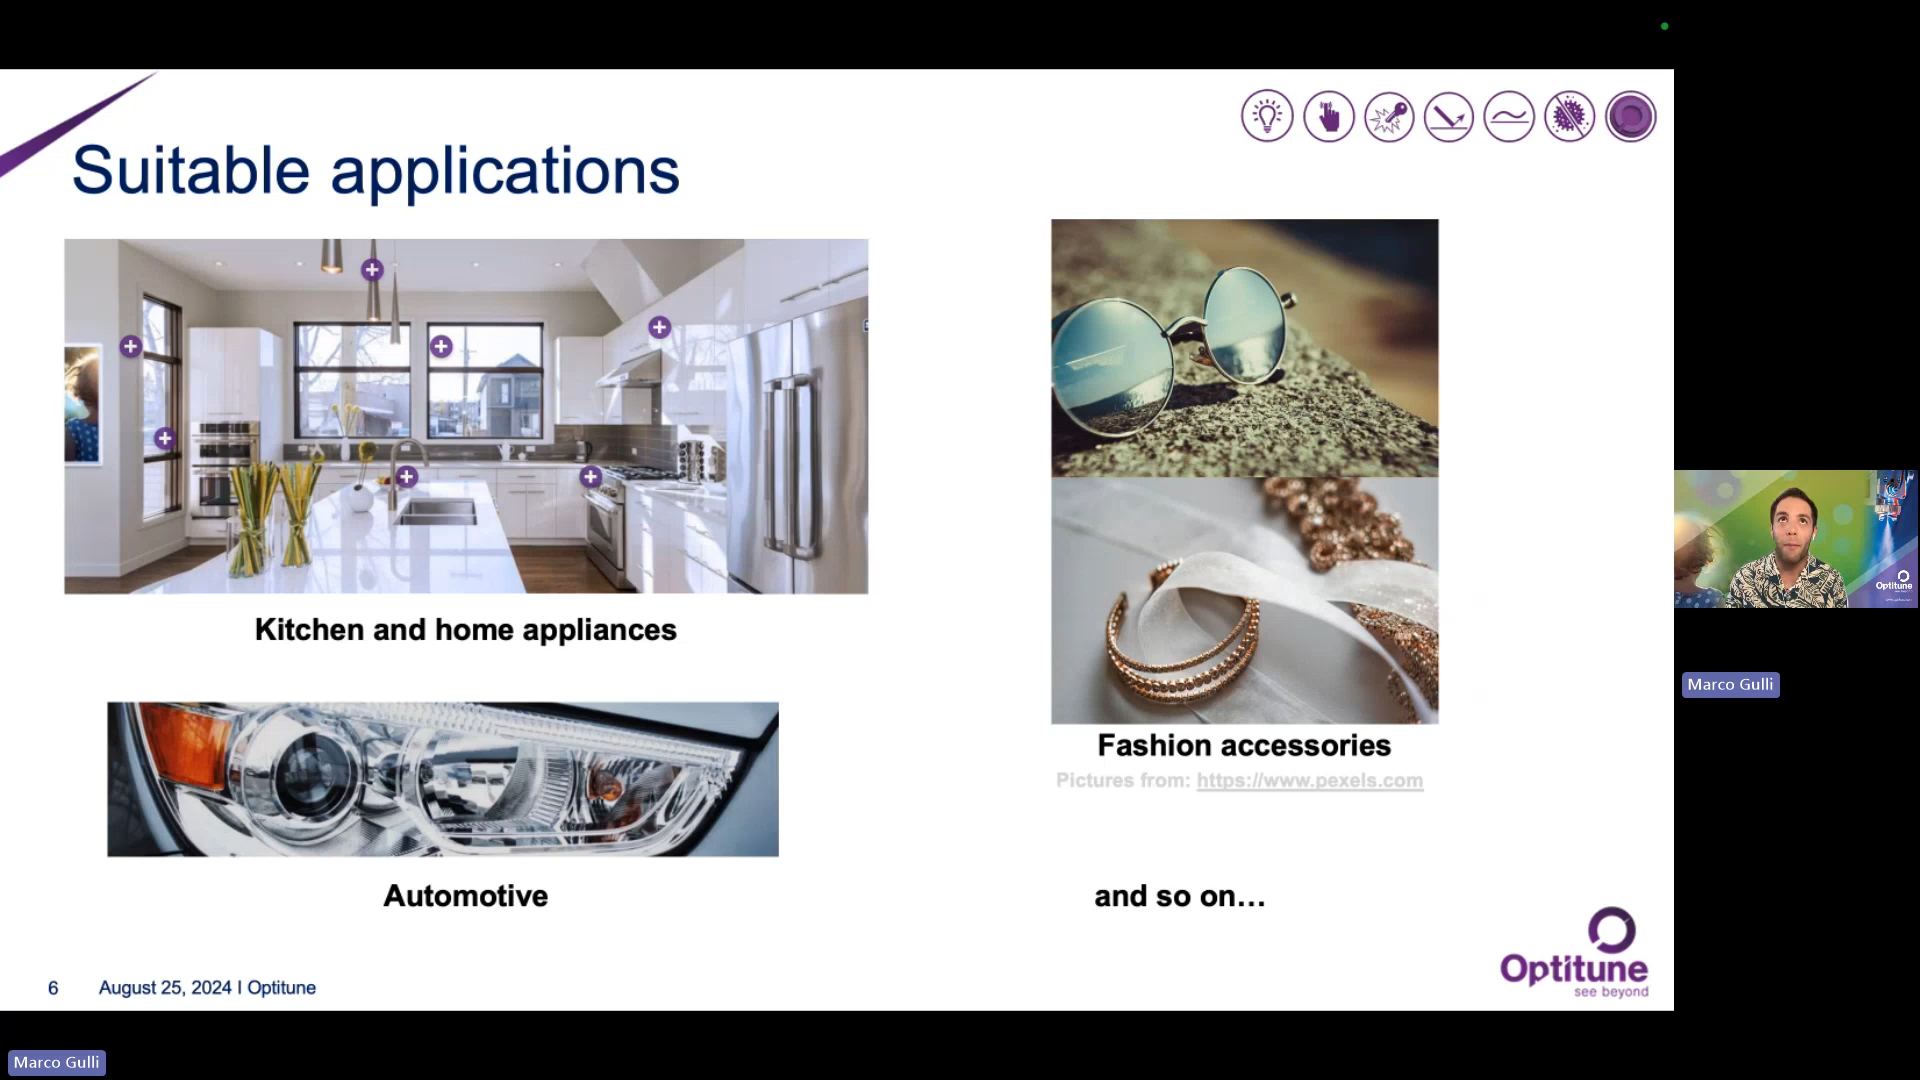 Suitable applications
Kitchen and home appliances
Automotive
Fashion accessories
Pictures from: https://www.pexels.com
and so on...
6 August 25, 2024 I Optitune
Optitune
see beyond
Optitune
Marco Gulli
Marco Gulli